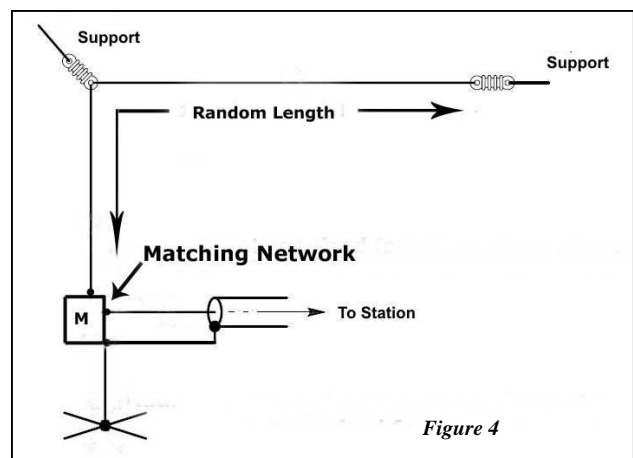 Support
Support
Random Length
Matching Network
M
To Station
Figure 4